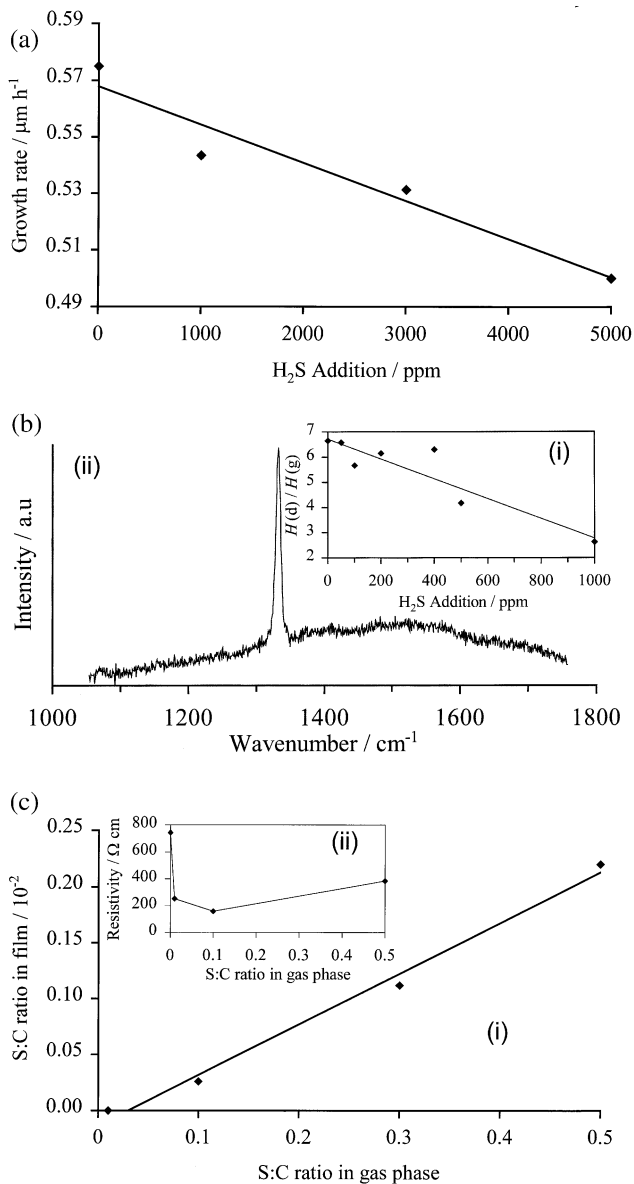 (a)
0.59
0.57
0.55
0.53
0.51
0.49
Growth rate / μm h-1
0 1000 2000 3000 4000 5000
H2S Addition / ppm
(b)
(ii)
(i)
7
6
5
4
3
2
H(d) / H(g)
0 200 400 600 800 1000
H2S Addition / ppm
Intensity / a.u
1000 1200 1400 1600 1800
Wavenumber / cm-1
(c)
0.25
0.20
0.15
0.10
0.05
0.00
S:C ratio in film / 10-2
800
600
400
200
0
Resistivity / Ω cm
(ii)
0 0.1 0.2 0.3 0.4 0.5
S:C ratio in gas phase
(i)
0 0.1 0.2 0.3 0.4 0.5
S:C ratio in gas phase